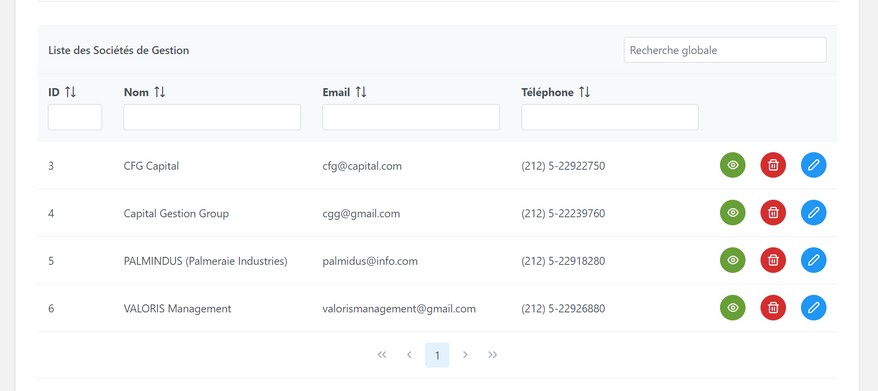 Liste des Sociétés de Gestion Recherche globale
ID Nom Email Téléphone
3 CFG Capital cfg@capital.com (212) 5-22922750
4 Capital Gestion Group cgg@gmail.com (212) 5-22239760
5 PALMINDUS (Palmeraie Industries) palmidus@info.com (212) 5-22918280
6 VALORIS Management valorismanagement@gmail.com (212) 5-22926880
1